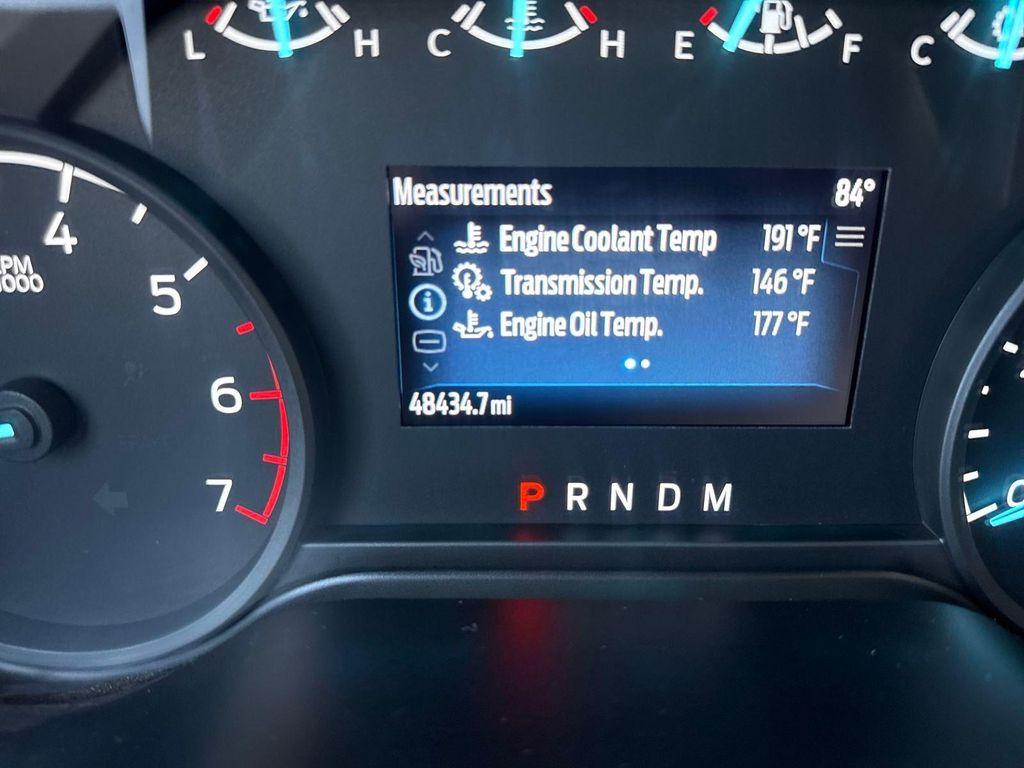 L H C H E F C
Measurements 84°
Engine Coolant Temp 191 °F
Transmission Temp. 146 °F
Engine Oil Temp. 177 °F
48434.7 mi
P R N D M
4
5
6
7